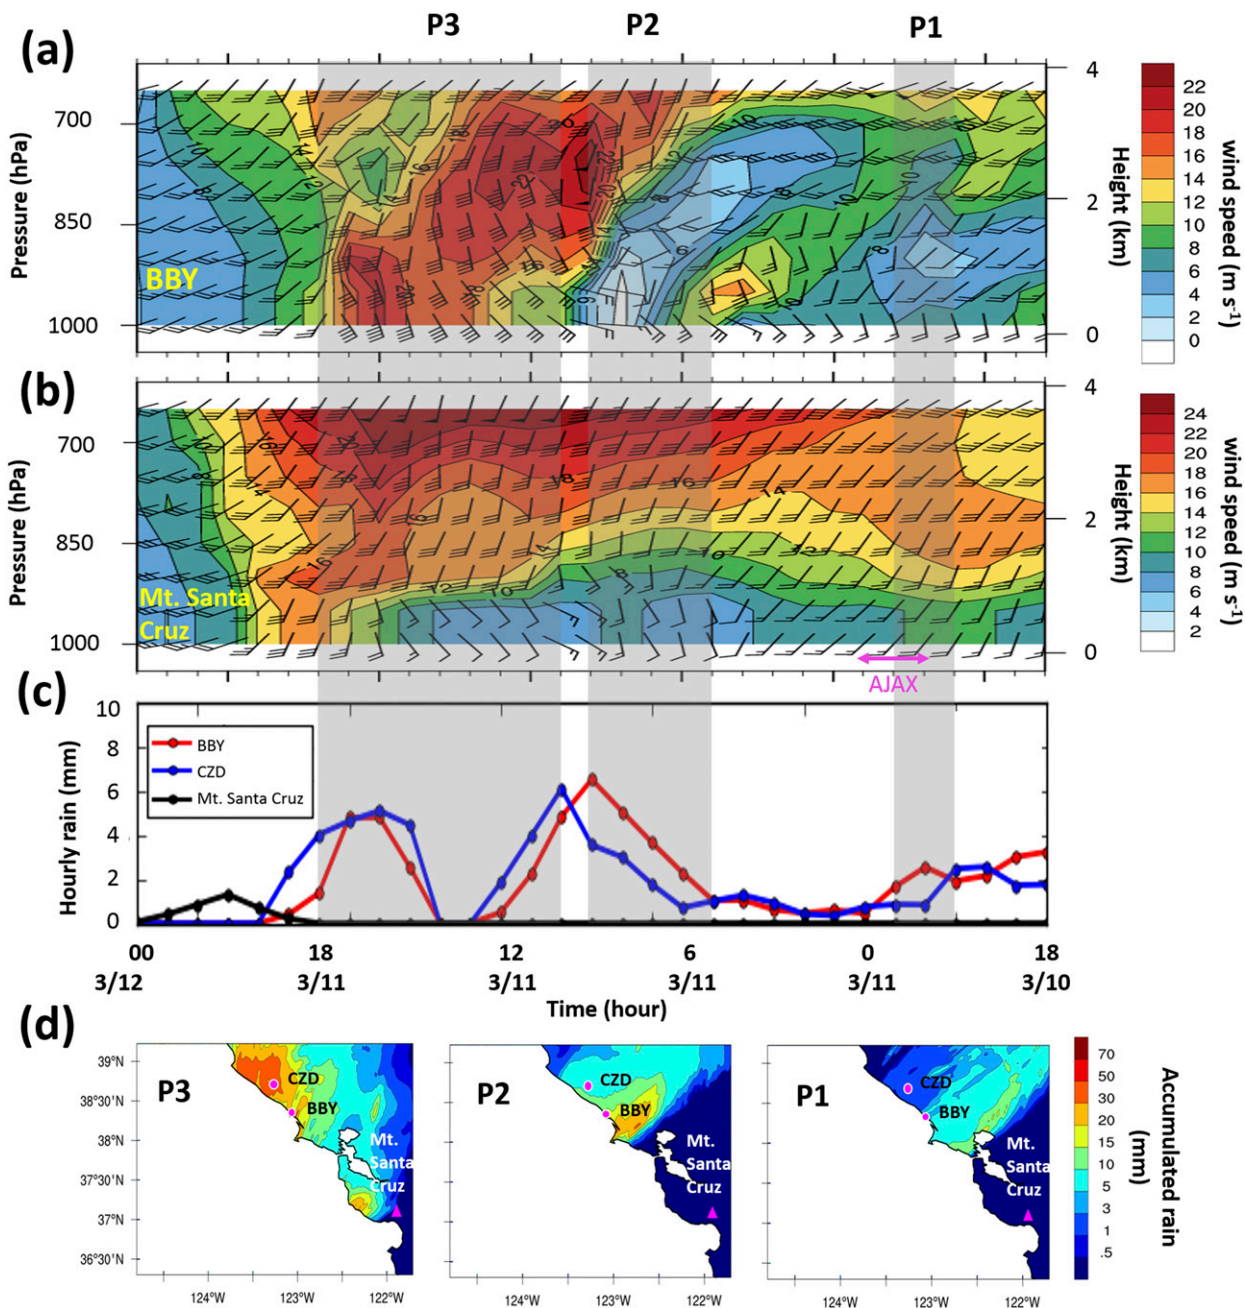 P3 P2 P1
(a)
Pressure (hPa)
700
850
1000
BBY
4
2
0
Height (km)
22
20
18
16
14
12
10
8
6
4
2
0
wind speed (m s-1)
(b)
Pressure (hPa)
700
850
1000
Mt. Santa
Cruz
4
2
0
Height (km)
24
22
20
18
16
14
12
10
8
6
4
2
wind speed (m s-1)
AJAX
(c)
Hourly rain (mm)
10
8
6
4
2
0
BBY
CZD
Mt. Santa Cruz
00 18 12 6 0 18
3/12 3/11 3/11 3/11 3/11 3/10
Time (hour)
(d)
39°N
38°30'N
38°N
37°30'N
37°N
36°30'N
P3
CZD
BBY
Mt.
Santa
Cruz
124°W 123°W 122°W
P2
CZD
BBY
Mt.
Santa
Cruz
124°W 123°W 122°W
P1
CZD
BBY
Mt.
Santa
Cruz
124°W 123°W 122°W
70
50
30
20
15
10
5
3
1
.5
Accumulated rain
(mm)